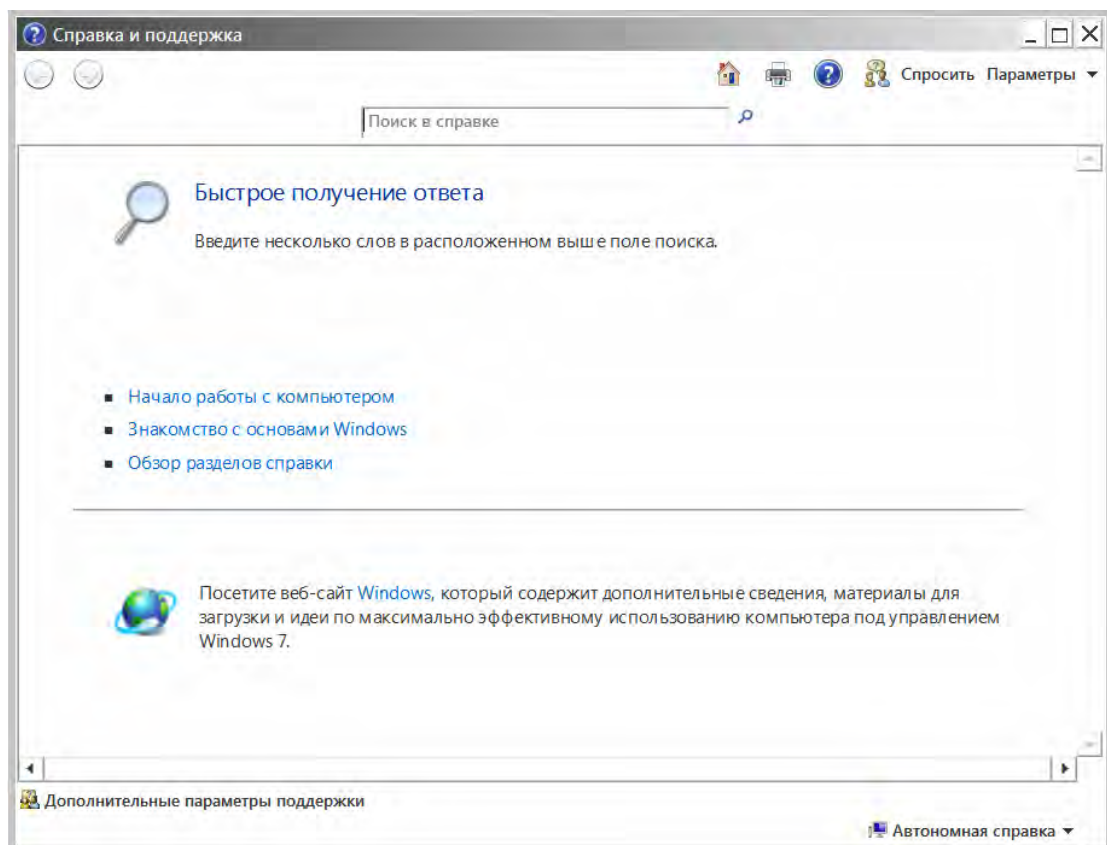 Справка и поддержка
Спросить Параметры
Поиск в справке
Быстрое получение ответа
Введите несколько слов в расположенном выше поле поиска.
Начало работы с компьютером
Знакомство с основами Windows
Обзор разделов справки
Посетите веб-сайт Windows, который содержит дополнительные сведения, материалы для
загрузки и идеи по максимально эффективному использованию компьютера под управлением
Windows 7.
Дополнительные параметры поддержки
Автономная справка